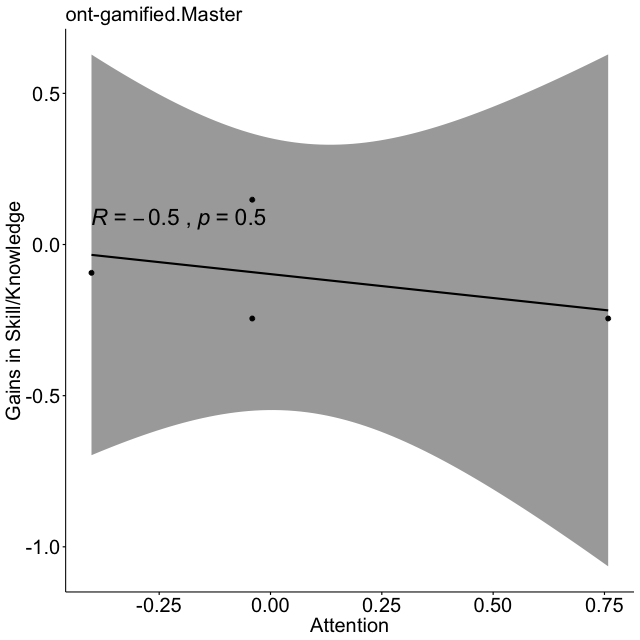 ont-gamified.Master
0.5
R = −0.5 , p = 0.5
0.0
Gains in Skill/Knowledge
-0.5
-1.0
-0.25
0.00
0.25
0.50
0.75
Attention